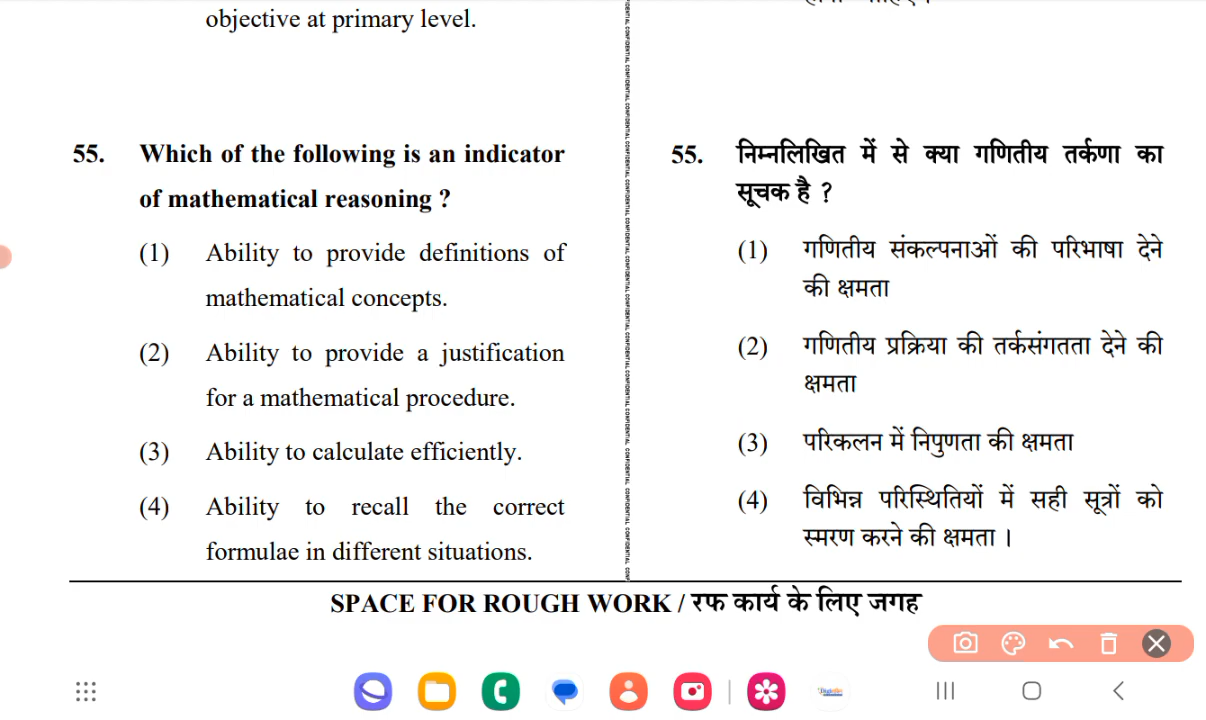 objective at primary level.
55. Which of the following is an indicator
of mathematical reasoning ?
(1) Ability to provide definitions of
mathematical concepts.
(2) Ability to provide a justification
for a mathematical procedure.
(3) Ability to calculate efficiently.
(4) Ability to recall the correct
formulae in different situations.
55. निम्नलिखित में से क्या गणितीय तर्कणा का
सूचक है ?
(1) गणितीय संकल्पनाओं की परिभाषा देने
की क्षमता
(2) गणितीय प्रक्रिया की तर्कसंगतता देने की
क्षमता
(3) परिकलन में निपुणता की क्षमता
(4) विभिन्न परिस्थितियों में सही सूत्रों को
स्मरण करने की क्षमता ।
SPACE FOR ROUGH WORK / रफ कार्य के लिए जगह